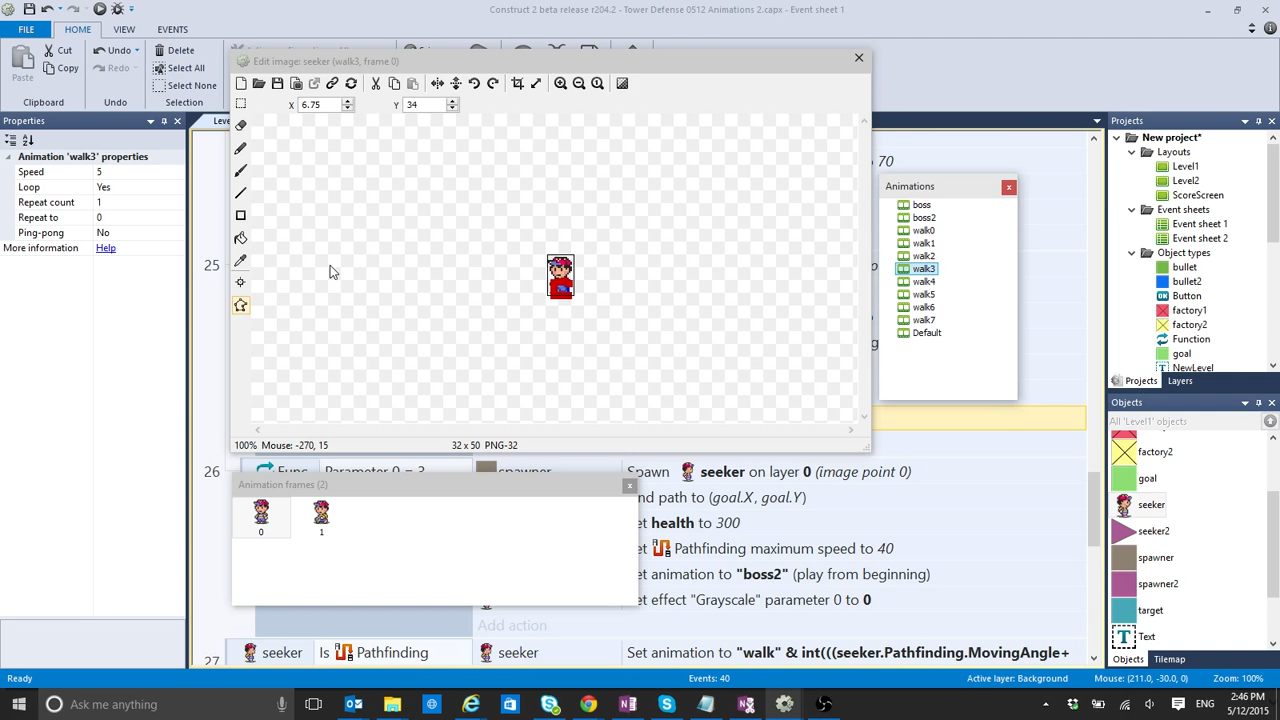 Construct 2 beta release r204.2 - Tower Defense 0512 Animations 2.capx - Event sheet 1
FILE
HOME
VIEW
EVENTS
Paste
Cut
Copy
Clipboard
Undo
Redo
Undo
Delete
Select All
Select None
Selection
Properties
Animation 'walk3' properties
Speed 5
Loop Yes
Repeat count 1
Repeat to 0
Ping-pong No
More information Help
Edit image: seeker (walk3, frame 0)
X 6.75
Y 34
100% Mouse: -270, 15
32 x 50 PNG-32
Animations
boss
boss2
walk0
walk1
walk2
walk3
walk4
walk5
walk6
walk7
Default
Animation frames (2)
0
1
70
25
26
Parameter 0 = 3
spawner
Spawn seeker on layer 0 (image point 0)
nd path to (goal.X, goal.Y)
et health to 300
et Pathfinding maximum speed to 40
et animation to "boss2" (play from beginning)
et effect "Grayscale" parameter 0 to 0
Add action
27
seeker
Is Pathfinding
seeker
Set animation to "walk" & int(((seeker.Pathfinding.MovingAngle+
Projects
New project*
Layouts
Level1
Level2
ScoreScreen
Event sheets
Event sheet 1
Event sheet 2
Object types
bullet
bullet2
Button
factory1
factory2
Function
goal
NewLevel
Projects
Layers
Objects
All 'Level1' objects
factory2
goal
seeker
seeker2
spawner
spawner2
target
Text
Objects
Tilemap
Ready
Events: 40
Active layer: Background
Mouse: (211.0, -30.0, 0)
Zoom: 100%
Ask me anything
ENG
2:46 PM
5/12/2015